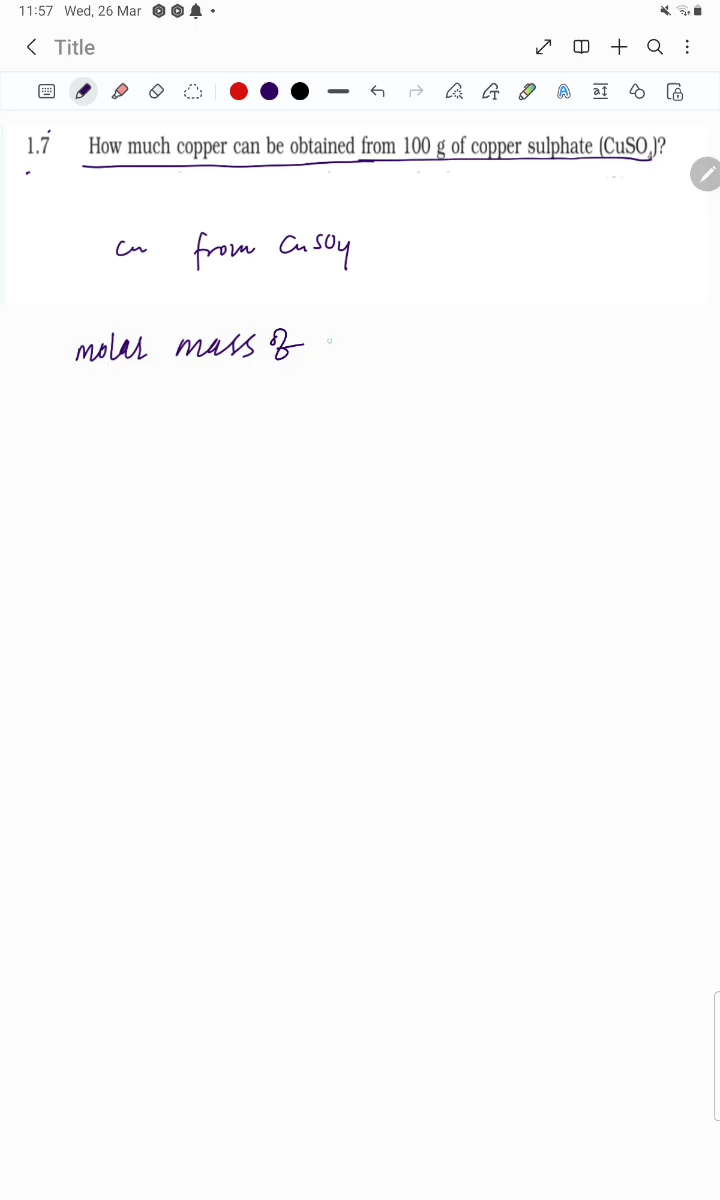 11:57 Wed, 26 Mar
Title
1.7 How much copper can be obtained from 100 g of copper sulphate (CuSO₄)?
Cu from CuSO4
molar mass of